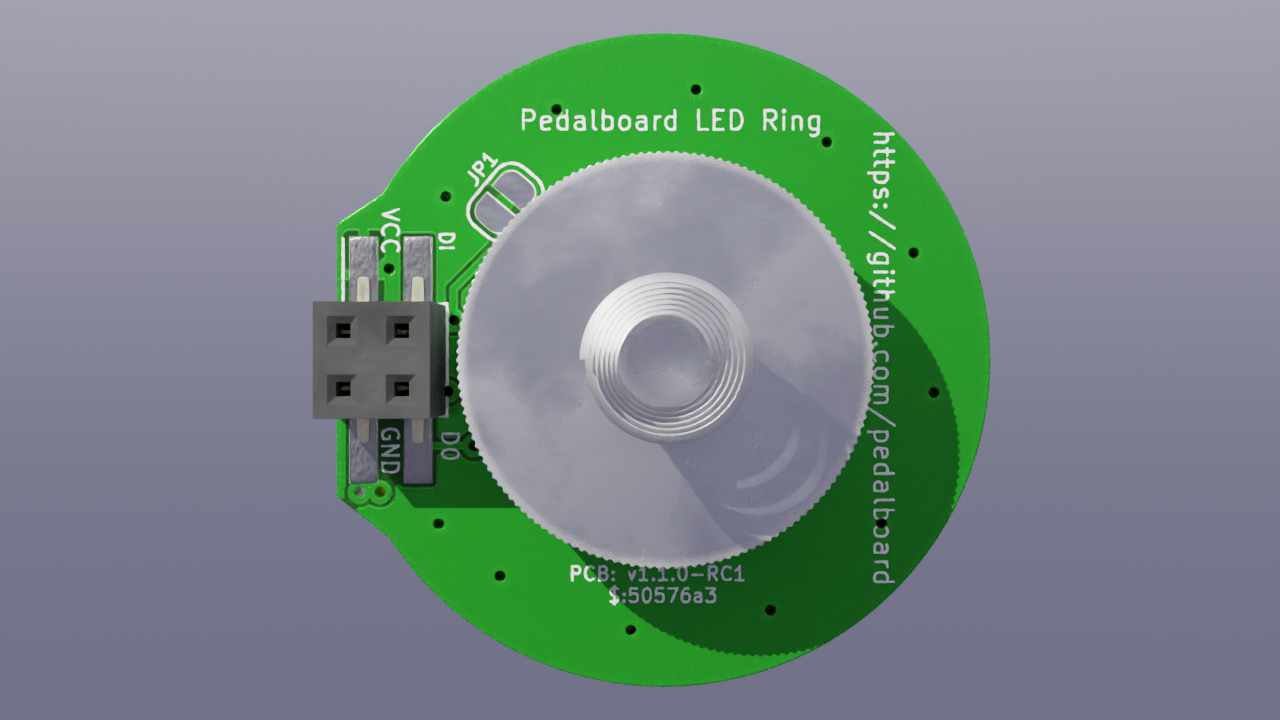 Pedalboard LED Ring
JP1
VCC
DI
GND
DO
https://github.com/pedalboard
PCB: v1.1.0-RC1
$:50576a3